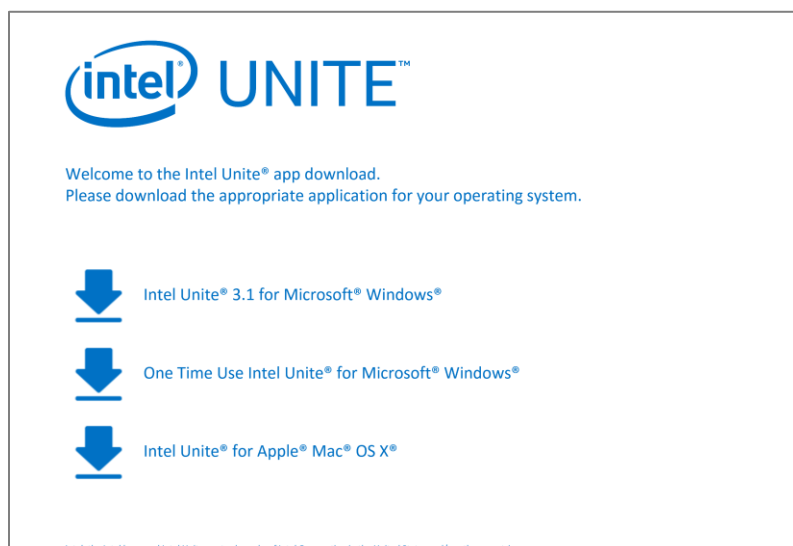 intel® UNITE™
Welcome to the Intel Unite® app download.
Please download the appropriate application for your operating system.
Intel Unite® 3.1 for Microsoft® Windows®
One Time Use Intel Unite® for Microsoft® Windows®
Intel Unite® for Apple® Mac® OS X®